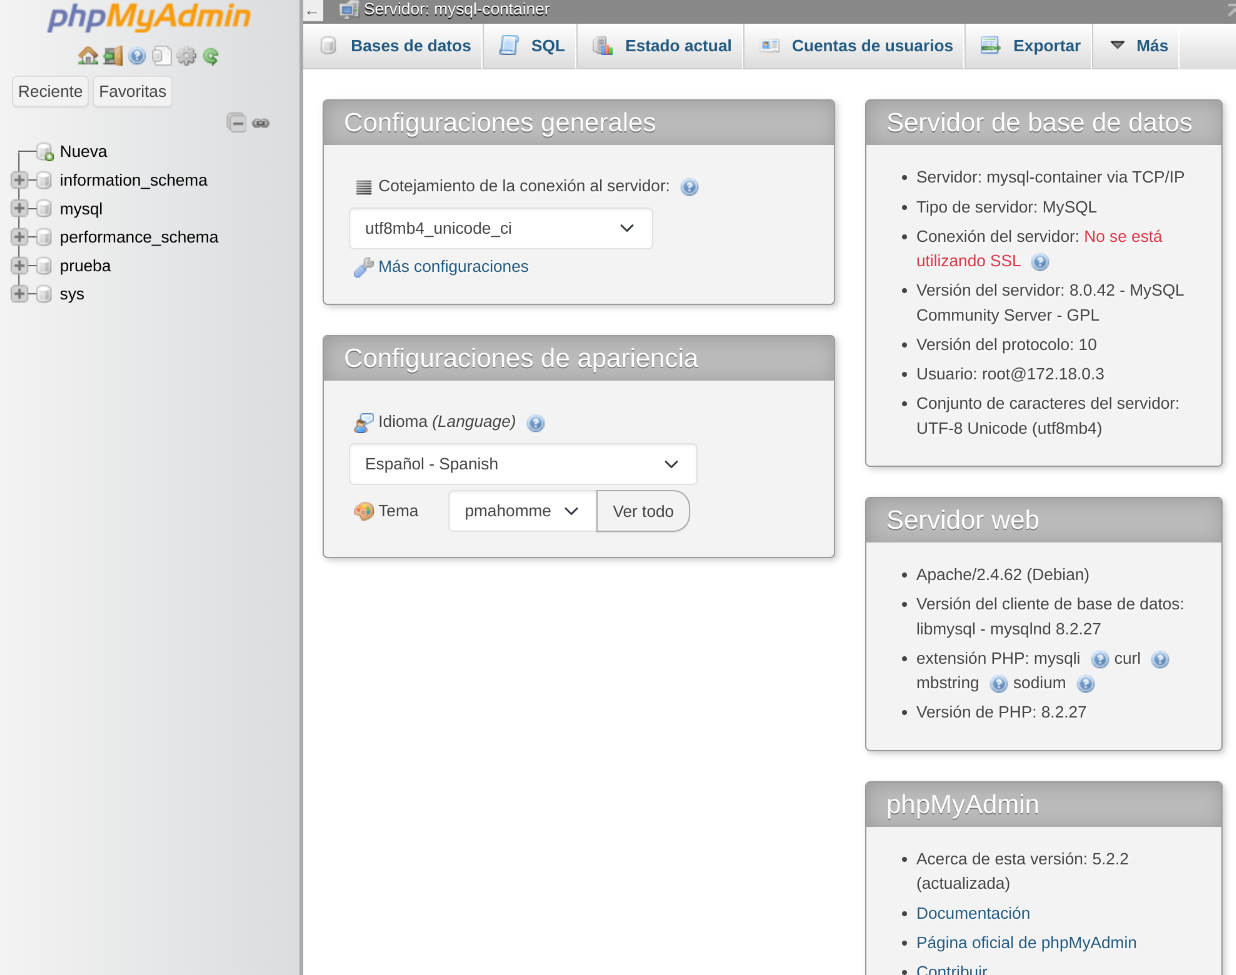 phpMyAdmin
Reciente Favoritas
Nueva
information_schema
mysql
performance_schema
prueba
sys
Servidor: mysql-container
Bases de datos SQL Estado actual Cuentas de usuarios Exportar Más
Configuraciones generales
Cotejamiento de la conexión al servidor:
utf8mb4_unicode_ci
Más configuraciones
Configuraciones de apariencia
Idioma (Language)
Español - Spanish
Tema pmahomme Ver todo
Servidor de base de datos
• Servidor: mysql-container via TCP/IP
• Tipo de servidor: MySQL
• Conexión del servidor: No se está
utilizando SSL
• Versión del servidor: 8.0.42 - MySQL
Community Server - GPL
• Versión del protocolo: 10
• Usuario: root@172.18.0.3
• Conjunto de caracteres del servidor:
UTF-8 Unicode (utf8mb4)
Servidor web
• Apache/2.4.62 (Debian)
• Versión del cliente de base de datos:
libmysql - mysqlnd 8.2.27
• extensión PHP: mysqli curl
mbstring sodium
• Versión de PHP: 8.2.27
phpMyAdmin
• Acerca de esta versión: 5.2.2
(actualizada)
• Documentación
• Página oficial de phpMyAdmin
• Contribuir